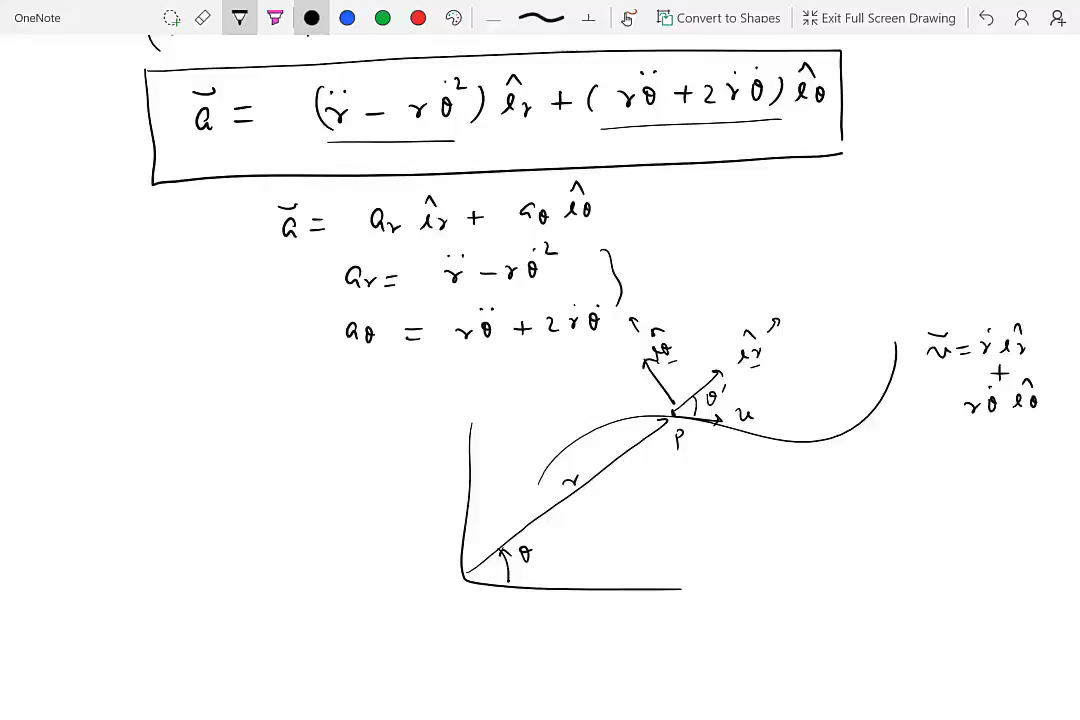 OneNote
Convert to Shapes
Exit Full Screen Drawing
a⃗ = (r̈ − rθ̇²) êr + (rθ̈ + 2ṙθ̇) êθ
a⃗ = ar êr + aθ êθ
ar = r̈ − rθ̇²
aθ = rθ̈ + 2ṙθ̇
êθ
êr
v⃗ = ṙ êr
+
rθ̇ êθ
θ'
P
r
θ